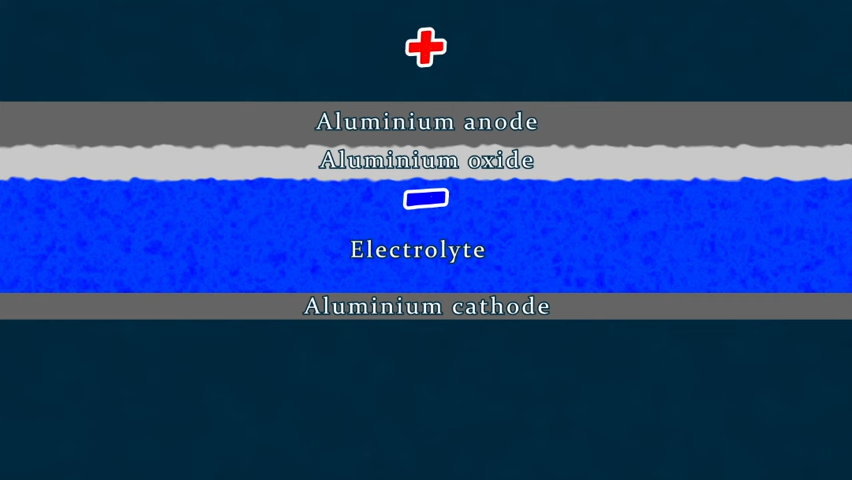 Aluminium anode
Aluminium oxide
Electrolyte
Aluminium cathode